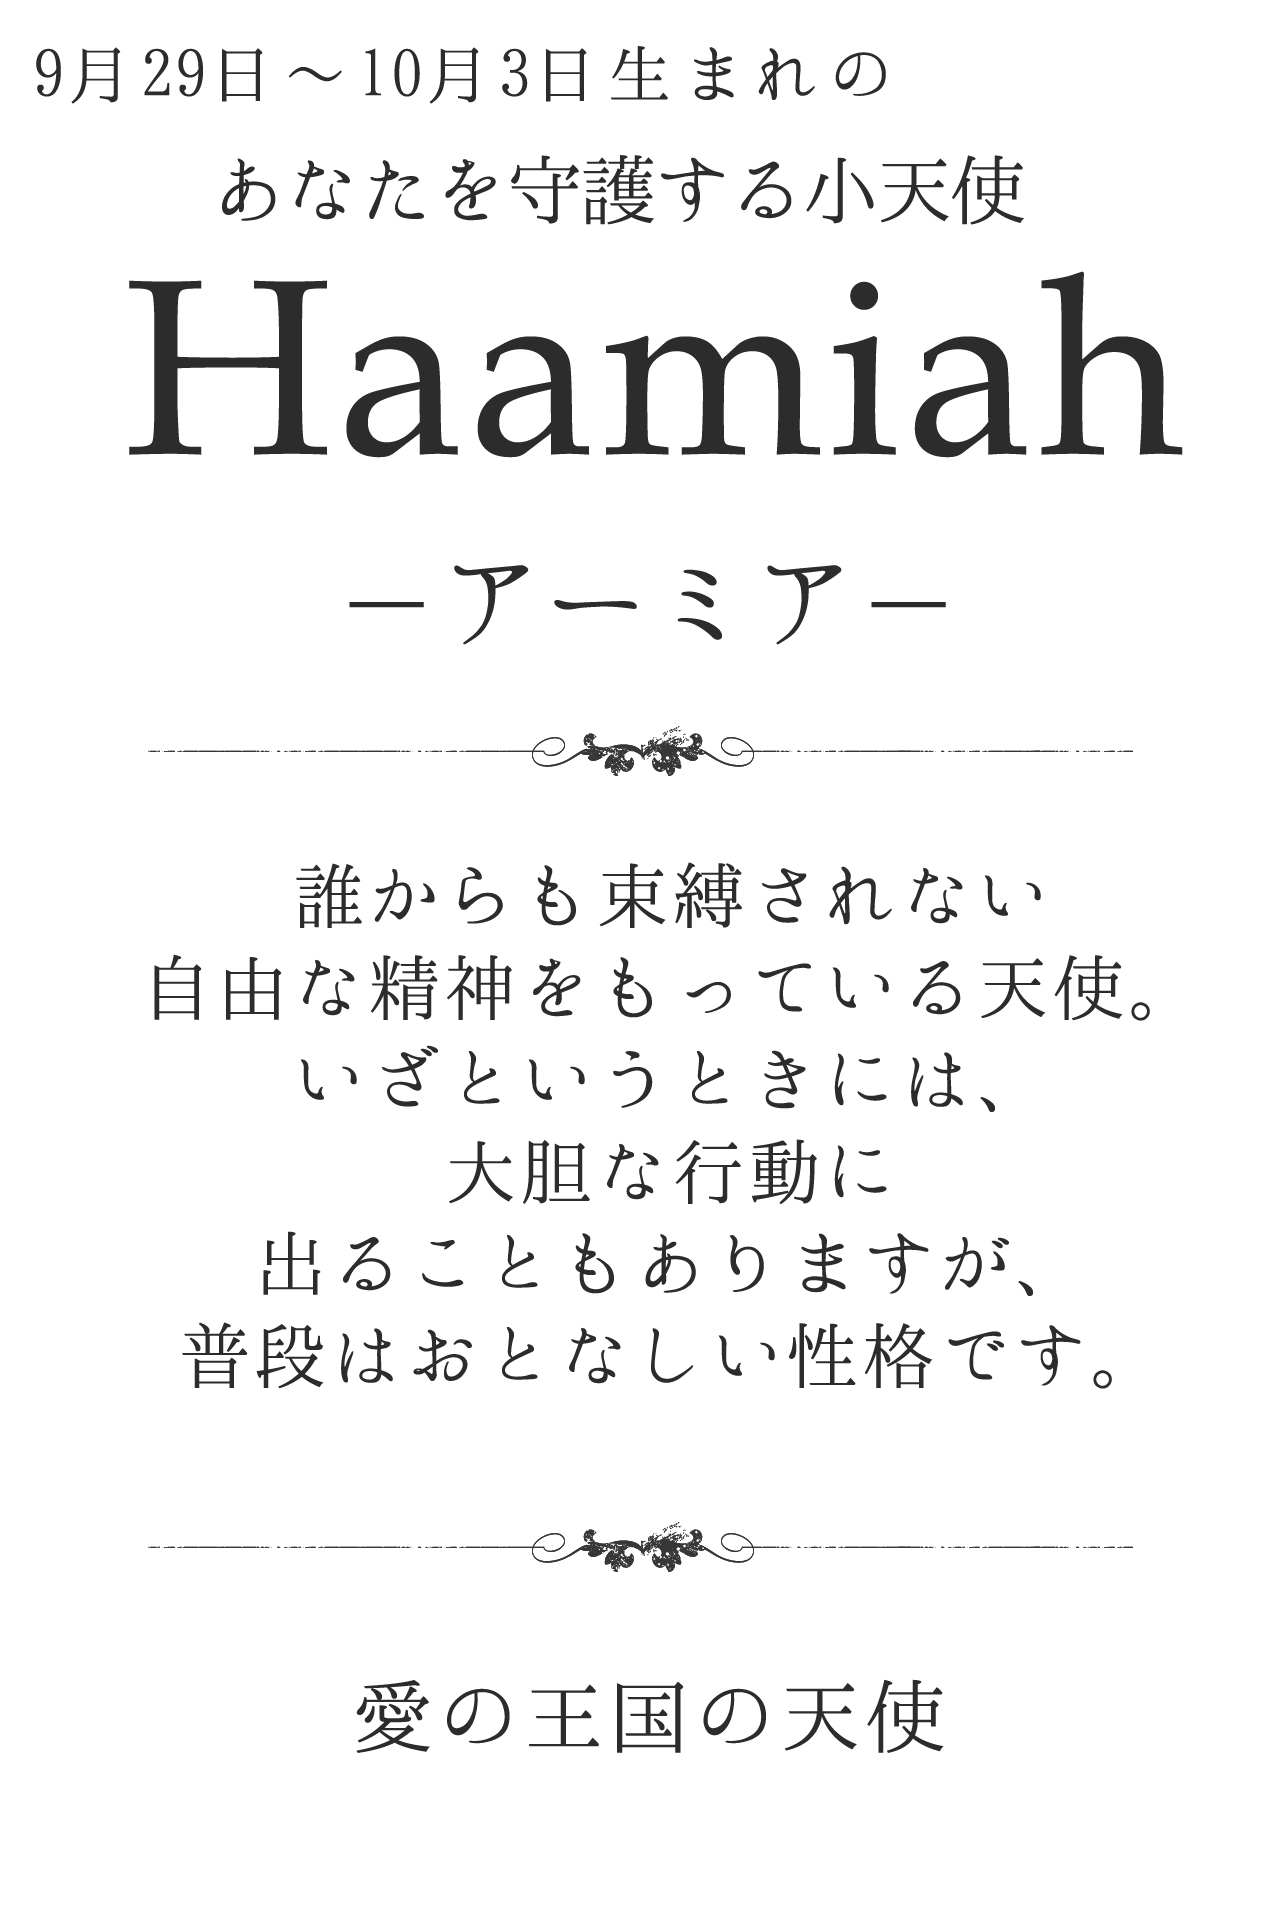 9月29日～10月3日生まれの
あなたを守護する小天使
Haamiah
－アーミア－
誰からも束縛されない
自由な精神をもっている天使。
いざというときには、
大胆な行動に
出ることもありますが、
普段はおとなしい性格です。
愛の王国の天使